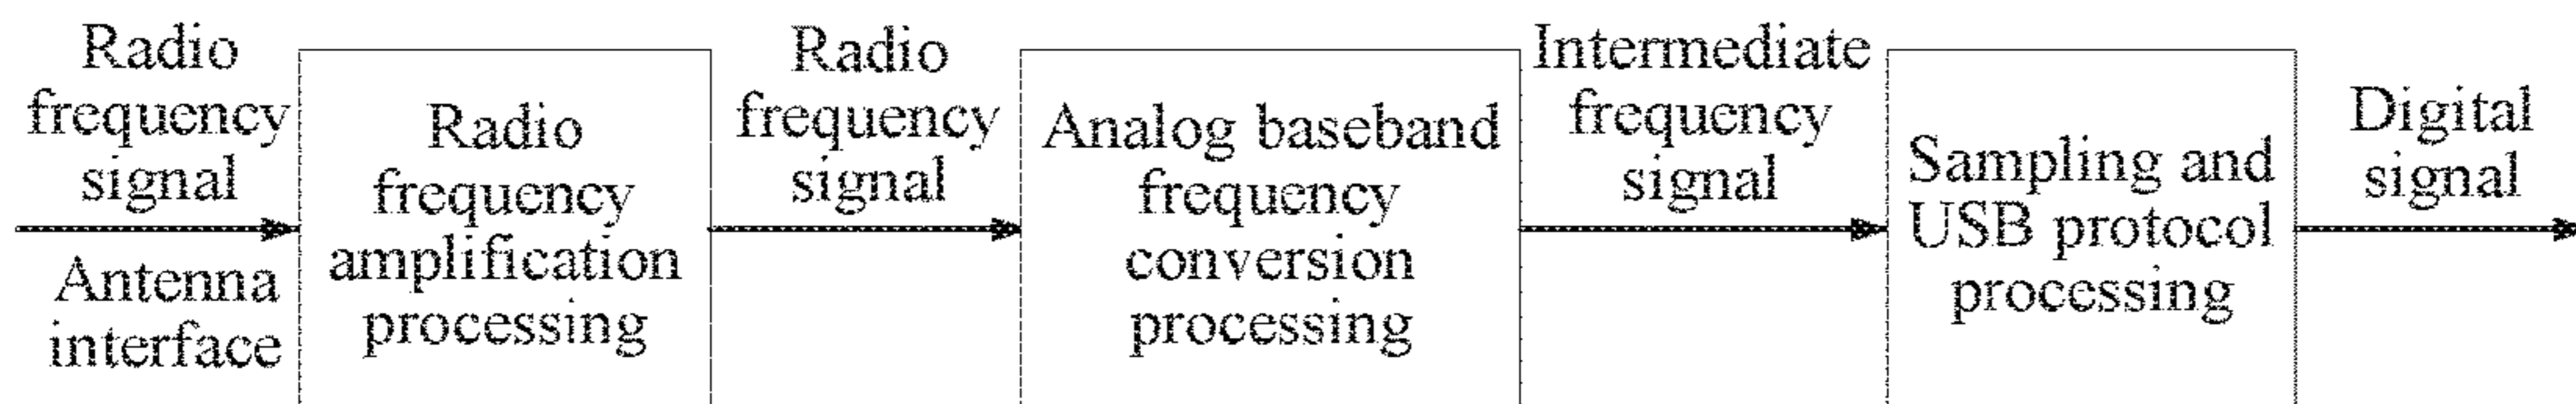 Radio
frequency
signal
Antenna
interface
Radio
frequency
amplification
processing
Radio
frequency
signal
Analog baseband
frequency
conversion
processing
Intermediate
frequency
signal
Sampling and
USB protocol
processing
Digital
signal